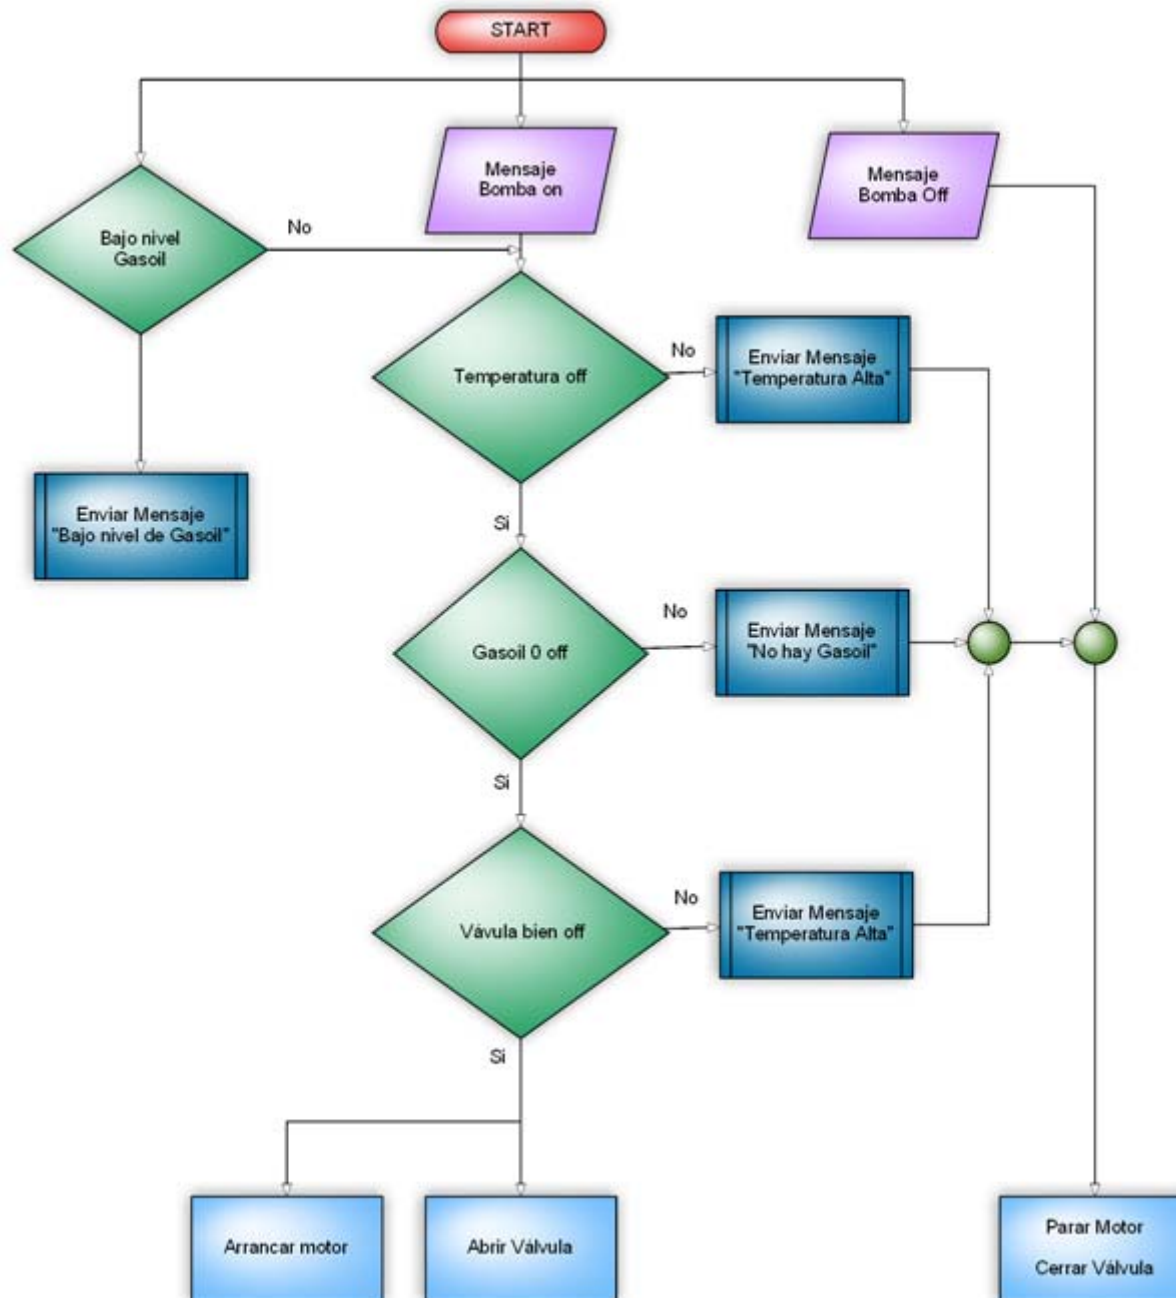 START
Mensaje
Bomba on
Mensaje
Bomba Off
Bajo nivel
Gasoil
No
Temperatura off
No
Enviar Mensaje
"Temperatura Alta"
Enviar Mensaje
"Bajo nivel de Gasoil"
Si
Gasoil 0 off
No
Enviar Mensaje
"No hay Gasoil"
Si
Vávula bien off
No
Enviar Mensaje
"Temperatura Alta"
Si
Arrancar motor
Abrir Válvula
Parar Motor
Cerrar Válvula